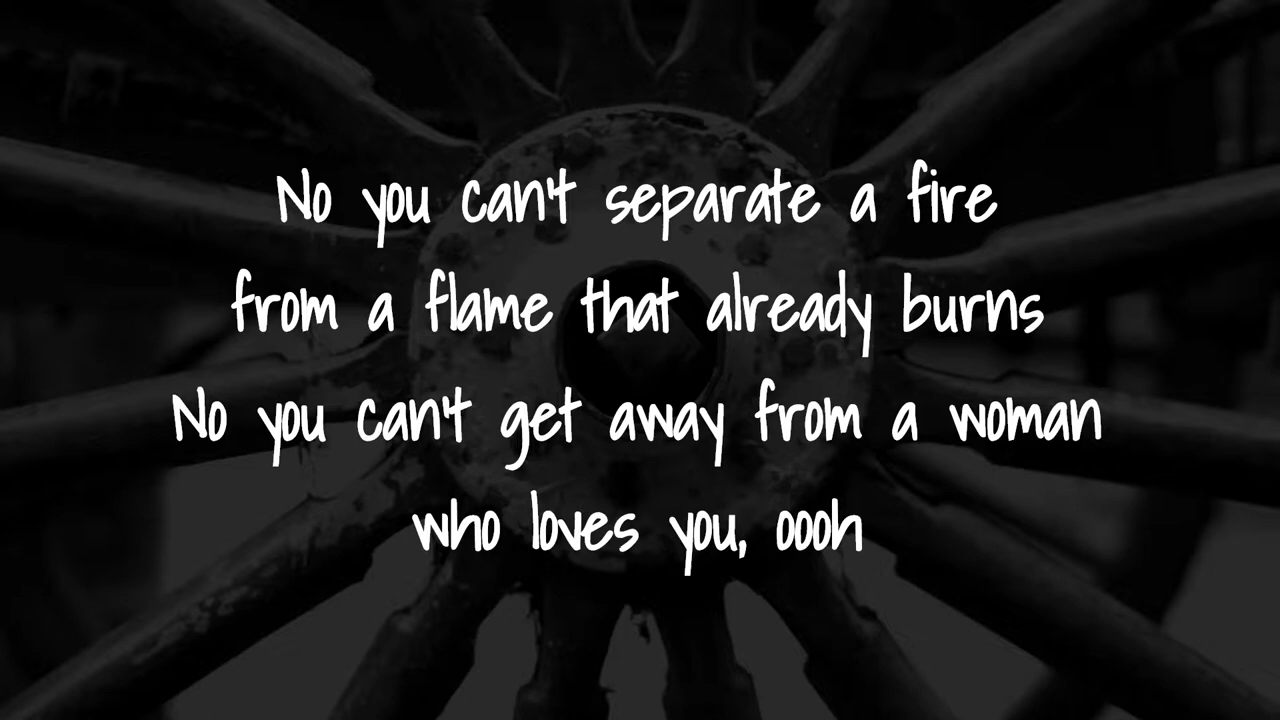 No you can't separate a fire
from a flame that already burns
No you can't get away from a woman
who loves you, oooh